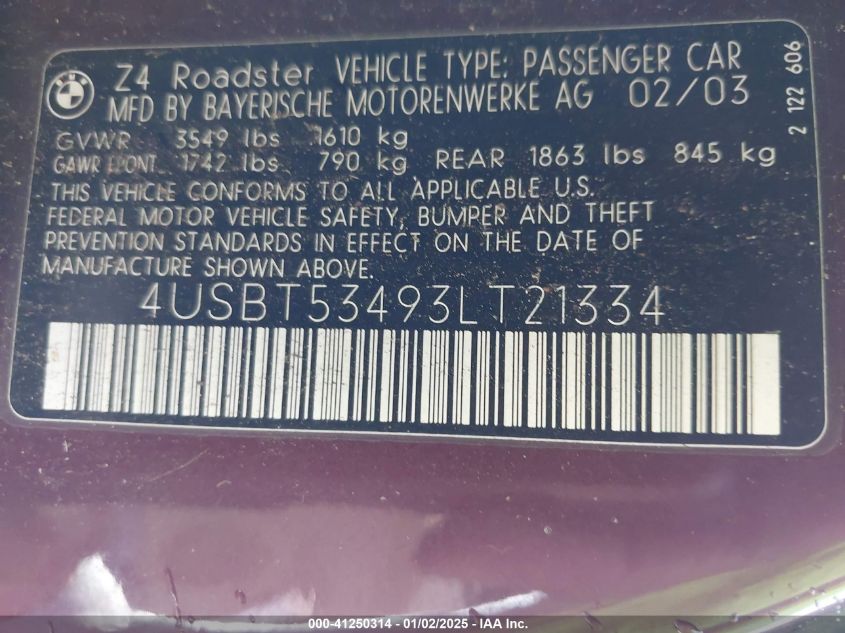 BMW
Z4 Roadster VEHICLE TYPE: PASSENGER CAR
MFD BY BAYERISCHE MOTORENWERKE AG 02/03
GVWR 3549 lbs 1610 kg
GAWR FRONT 1742 lbs 790 kg REAR 1863 lbs 845 kg
THIS VEHICLE CONFORMS TO ALL APPLICABLE U.S.
FEDERAL MOTOR VEHICLE SAFETY, BUMPER AND THEFT
PREVENTION STANDARDS IN EFFECT ON THE DATE OF
MANUFACTURE SHOWN ABOVE.
4USBT53493LT21334
2 122 606
000-41250314 - 01/02/2025 - IAA Inc.